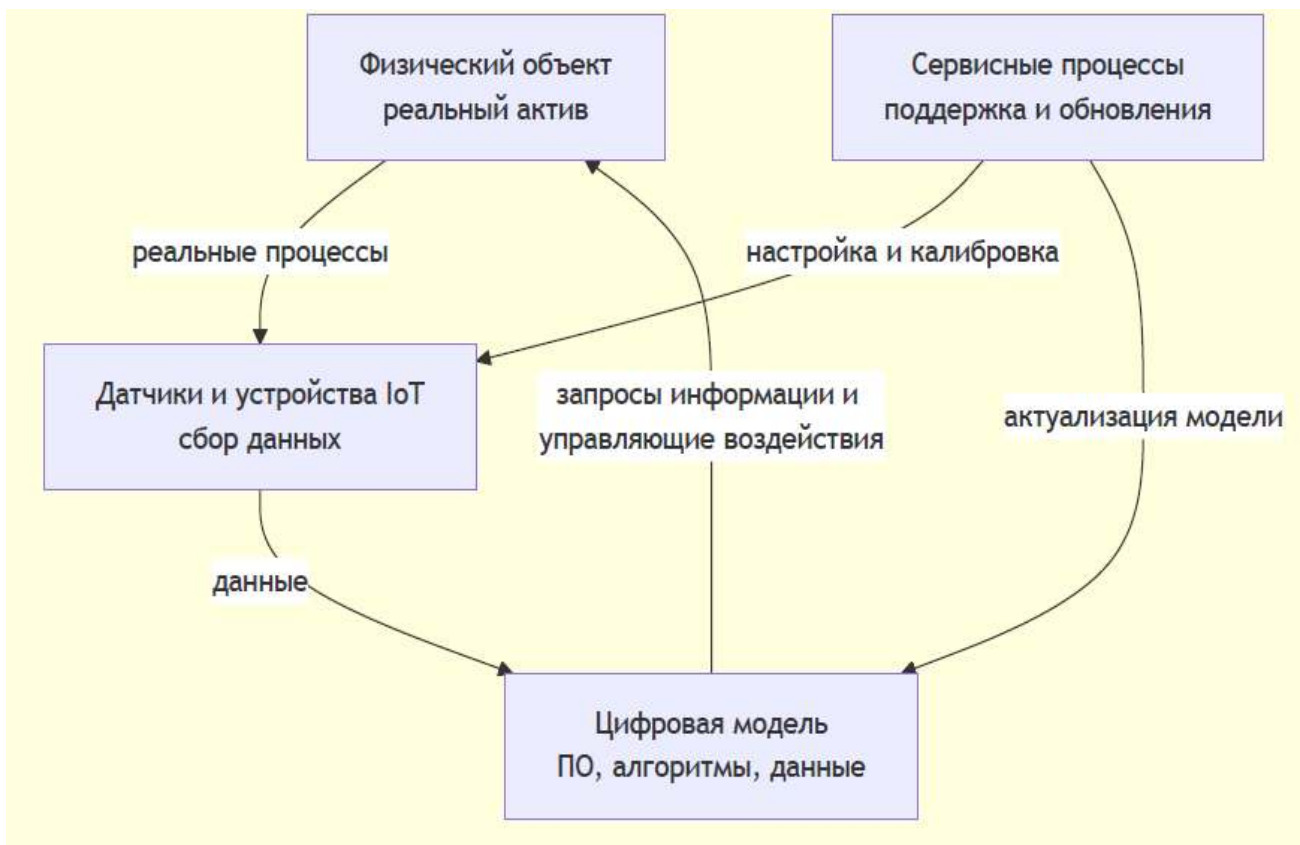 Физический объект
реальный актив
Сервисные процессы
поддержка и обновления
реальные процессы
настройка и калибровка
Датчики и устройства IoT
сбор данных
запросы информации и
управляющие воздействия
актуализация модели
данные
Цифровая модель
ПО, алгоритмы, данные